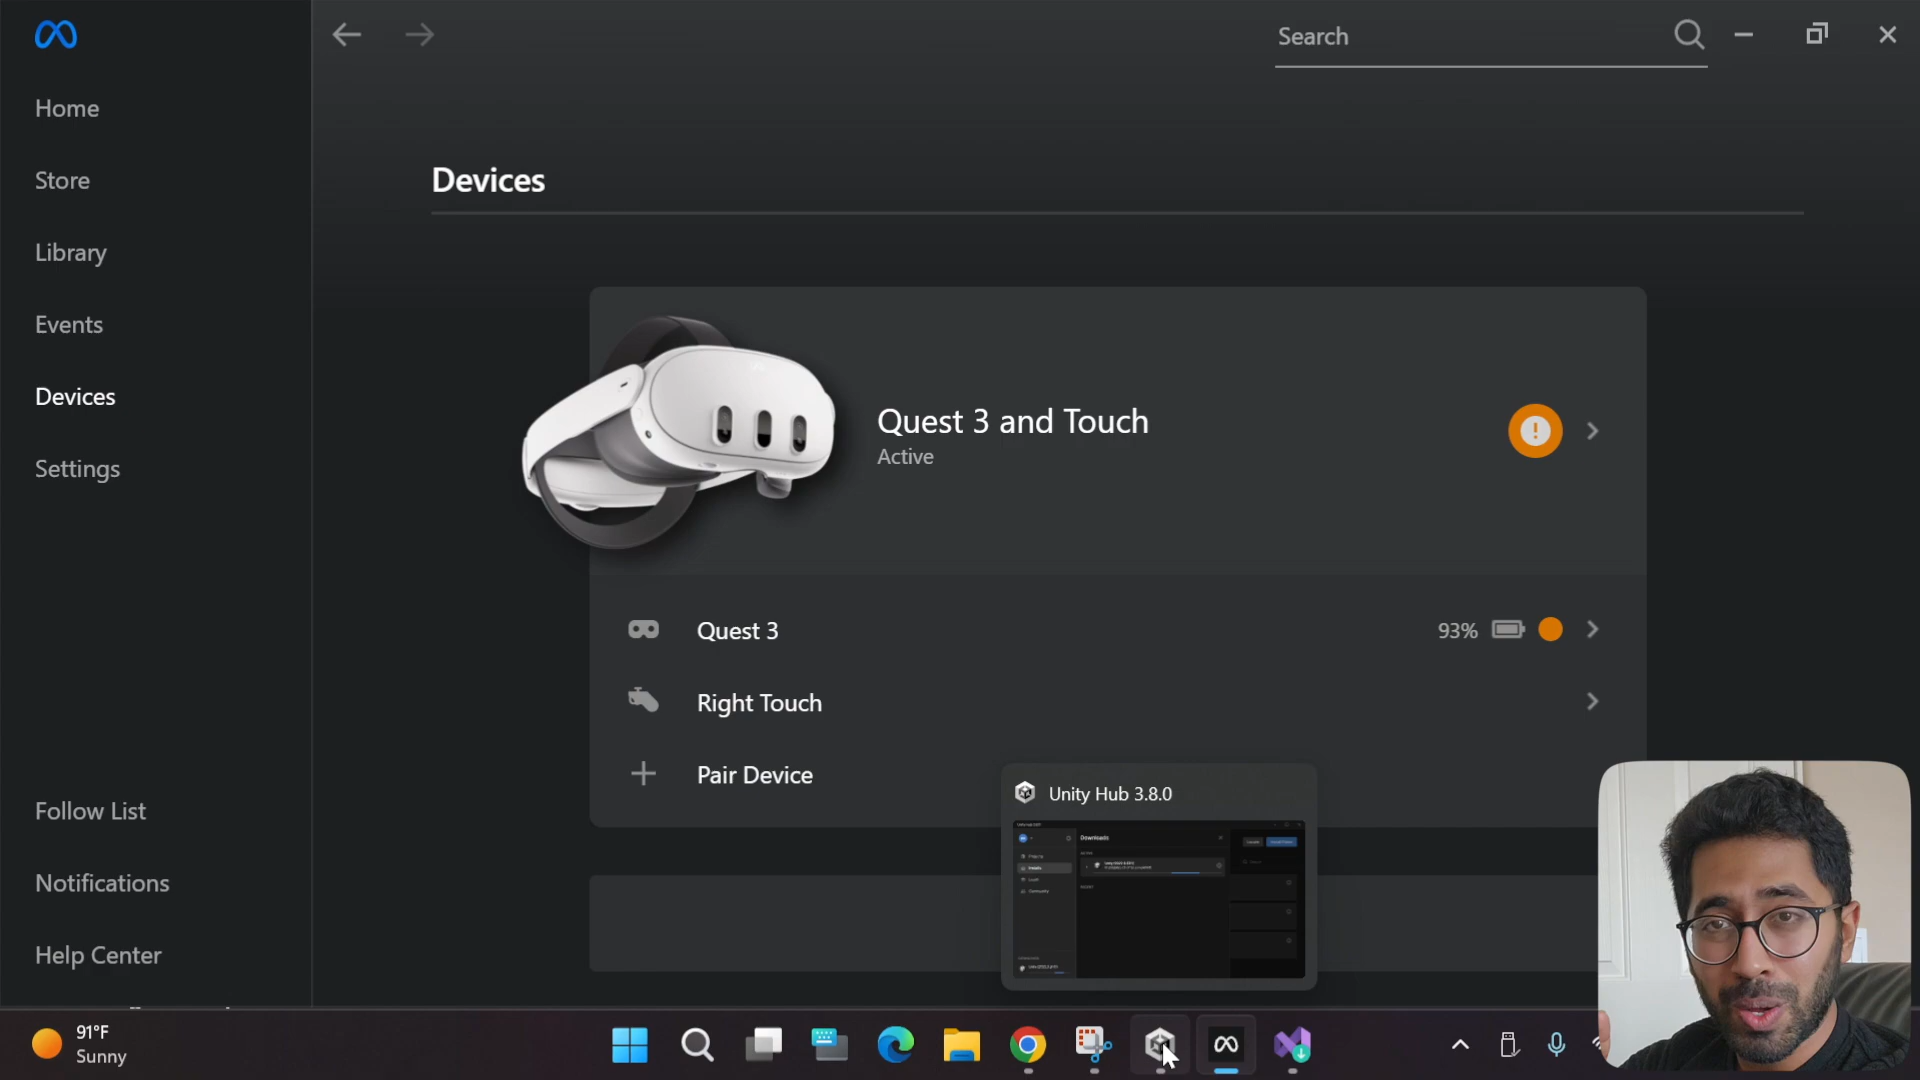 Search
Home
Store
Library
Events
Devices
Settings
Follow List
Notifications
Help Center
Devices
Quest 3 and Touch
Active
Quest 3
93%
Right Touch
Pair Device
Unity Hub 3.8.0
Downloads
91°F
Sunny